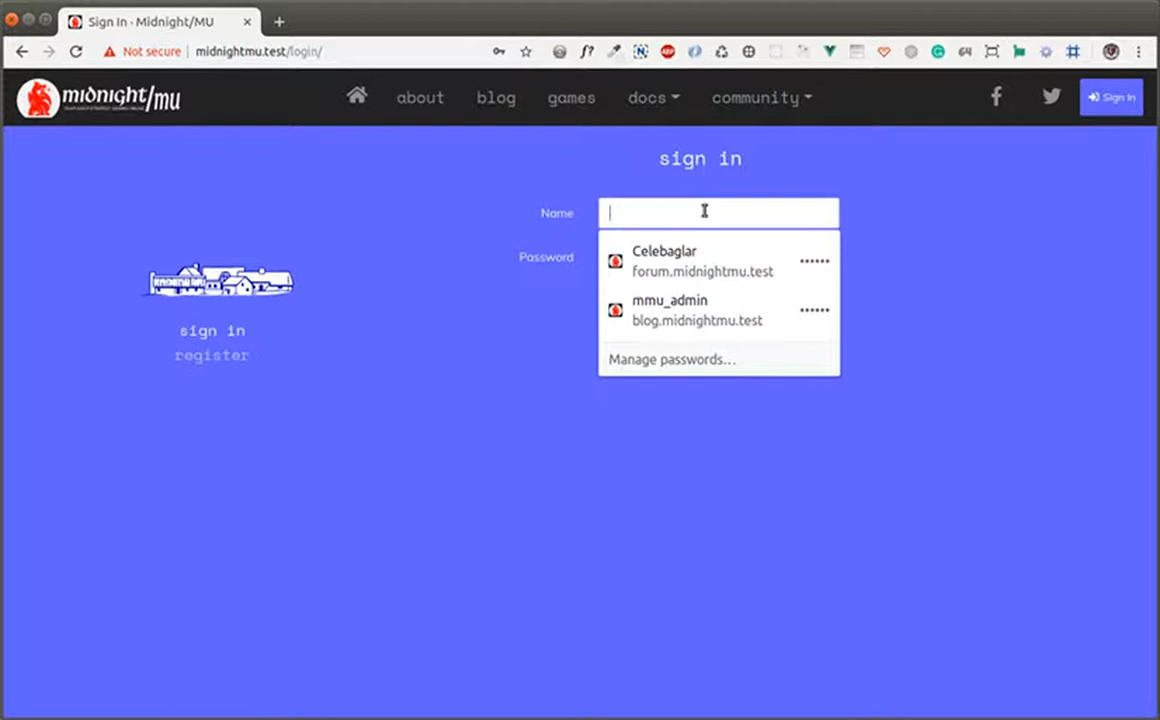 Sign In · Midnight/MU
Not secure midnightmu.test/login/
midnight/mu
about blog games docs community Sign In
sign in
Name
Celebaglar
forum.midnightmu.test
Password
mmu_admin
blog.midnightmu.test
Manage passwords...
sign in
register